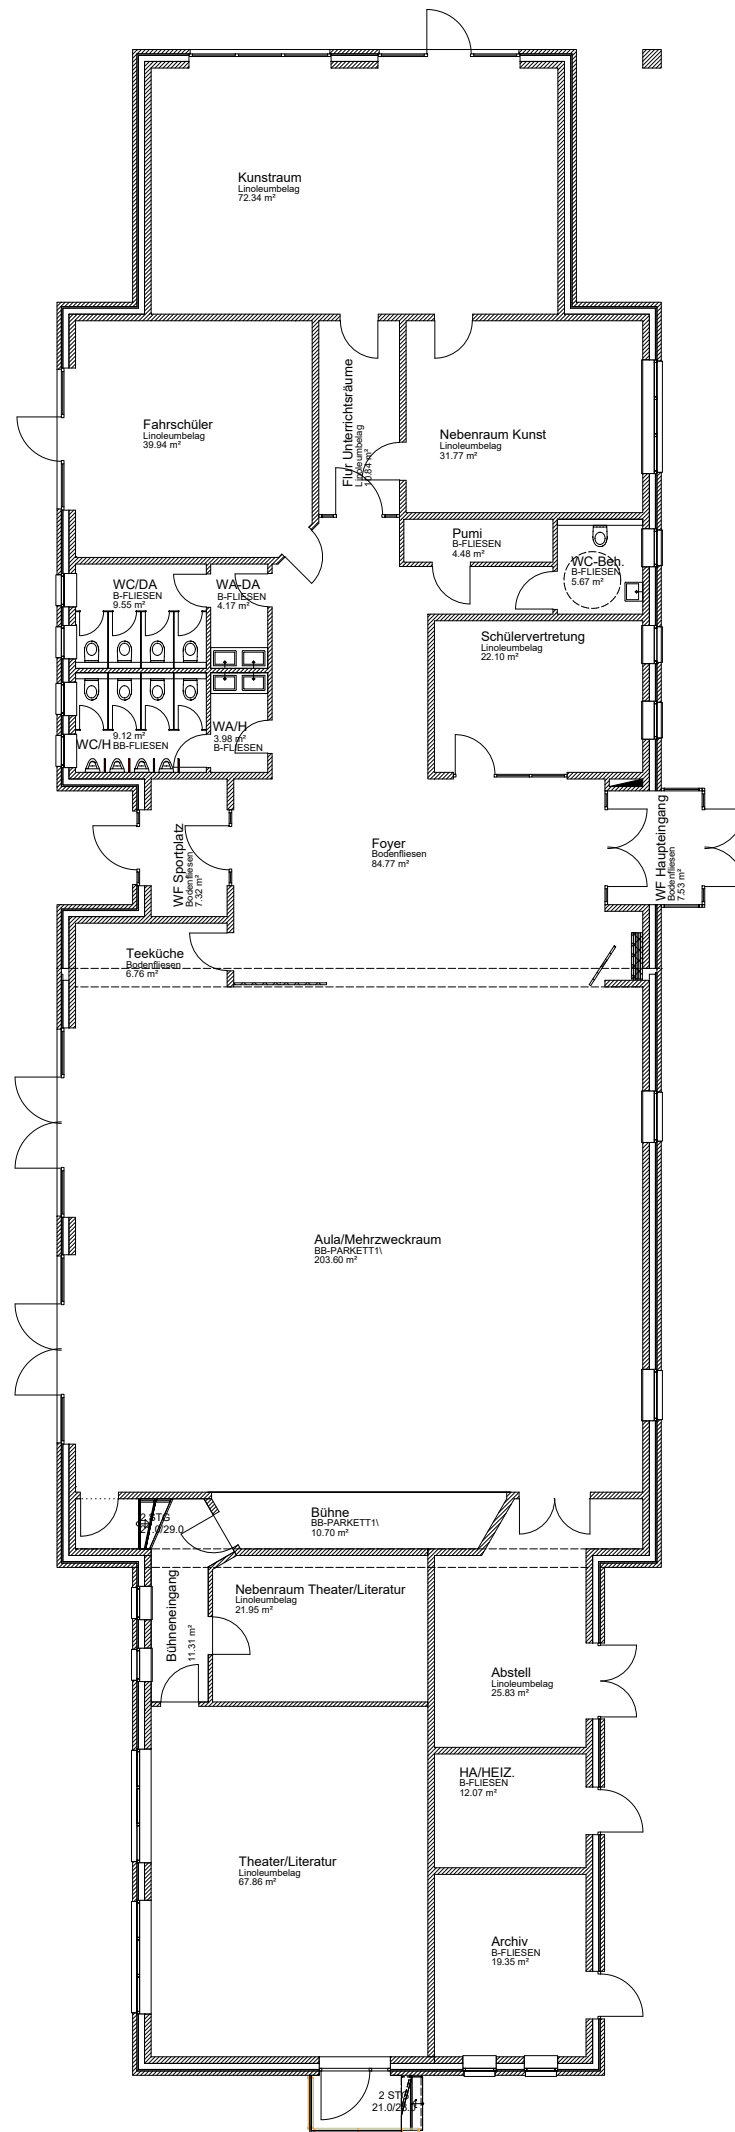 Kunstraum
Linoleumbelag
72.34 m²
Fahrschüler
Linoleumbelag
39.94 m²
Flur Unterrichtsräume
Linoleumbelag
10.84 m²
Nebenraum Kunst
Linoleumbelag
31.77 m²
Pumi
B-FLIESEN
4.48 m²
WC-Beh.
B-FLIESEN
5.67 m²
WC/DA
B-FLIESEN
9.55 m²
WA-DA
B-FLIESEN
4.17 m²
Schülervertretung
Linoleumbelag
22.10 m²
9.12 m²
WC/H BB-FLIESEN
WA/H
3.98 m²
B-FLIESEN
WF Sportplatz
Bodenfliesen
7.32 m²
Foyer
Bodenfliesen
84.77 m²
WF Haupteingang
Bodenfliesen
7.53 m²
Teeküche
Bodenfliesen
6.76 m²
Aula/Mehrzweckraum
BB-PARKETT1\
203.60 m²
2 STG
Bühne
BB-PARKETT1\
10.70 m²
Bühneneingang
11.31 m²
Nebenraum Theater/Literatur
Linoleumbelag
21.95 m²
Abstell
Linoleumbelag
25.83 m²
HA/HEIZ.
B-FLIESEN
12.07 m²
Theater/Literatur
Linoleumbelag
67.86 m²
Archiv
B-FLIESEN
19.35 m²
2 STG